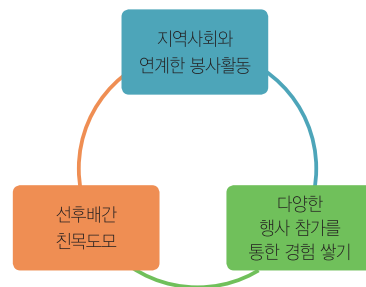 지역사회와
연계한 봉사활동
선후배간
친목도모
다양한
행사 참가를
통한 경험 쌓기